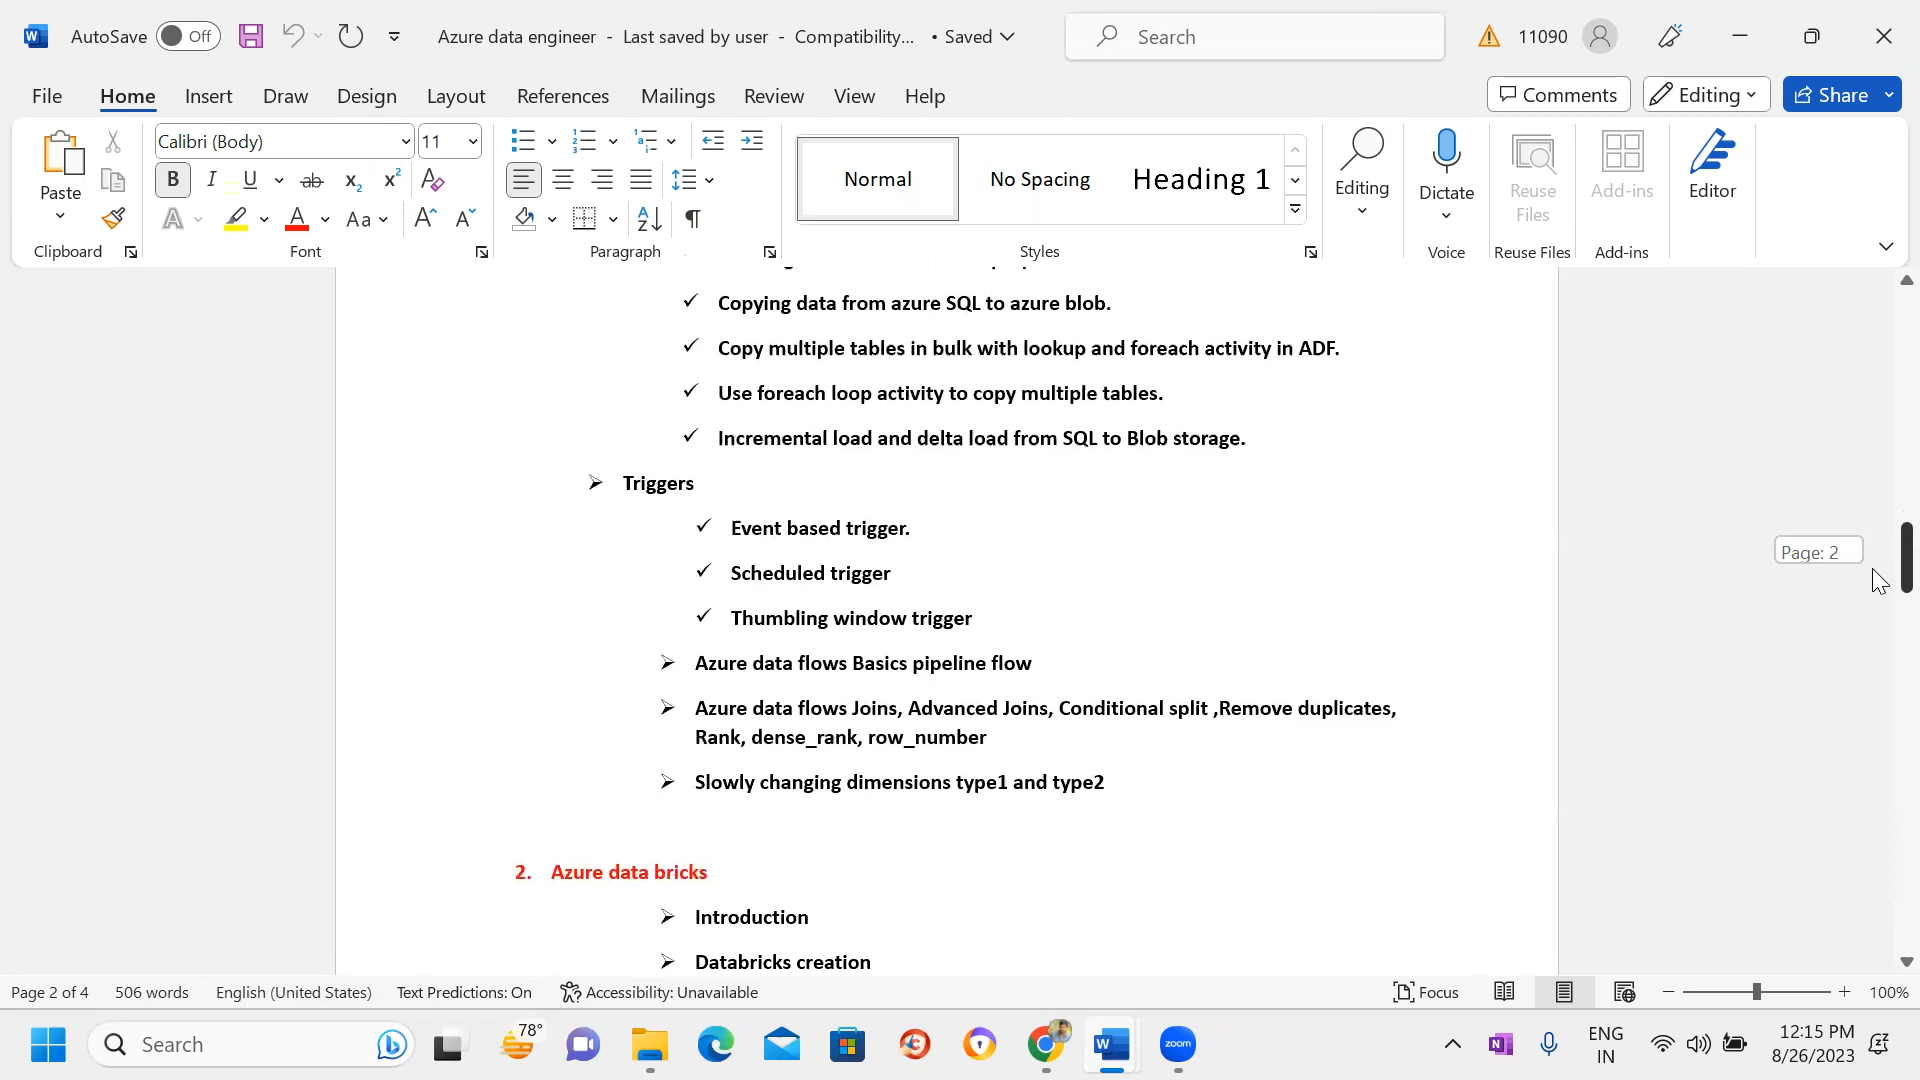 AutoSave Off Azure data engineer - Last saved by user - Compatibility... • Saved Search 11090
File Home Insert Draw Design Layout References Mailings Review View Help Comments Editing Share
Paste Calibri (Body) 11 Normal No Spacing Heading 1 Editing Dictate Reuse Files Add-ins Editor
Clipboard Font Paragraph Styles Voice Reuse Files Add-ins
Copying data from azure SQL to azure blob.
Copy multiple tables in bulk with lookup and foreach activity in ADF.
Use foreach loop activity to copy multiple tables.
Incremental load and delta load from SQL to Blob storage.
Triggers
Event based trigger.
Page: 2
Scheduled trigger
Thumbling window trigger
Azure data flows Basics pipeline flow
Azure data flows Joins, Advanced Joins, Conditional split ,Remove duplicates,
Rank, dense_rank, row_number
Slowly changing dimensions type1 and type2
2. Azure data bricks
Introduction
Databricks creation
Page 2 of 4 506 words English (United States) Text Predictions: On Accessibility: Unavailable Focus 100%
Search 78° zoom ENG IN 12:15 PM 8/26/2023